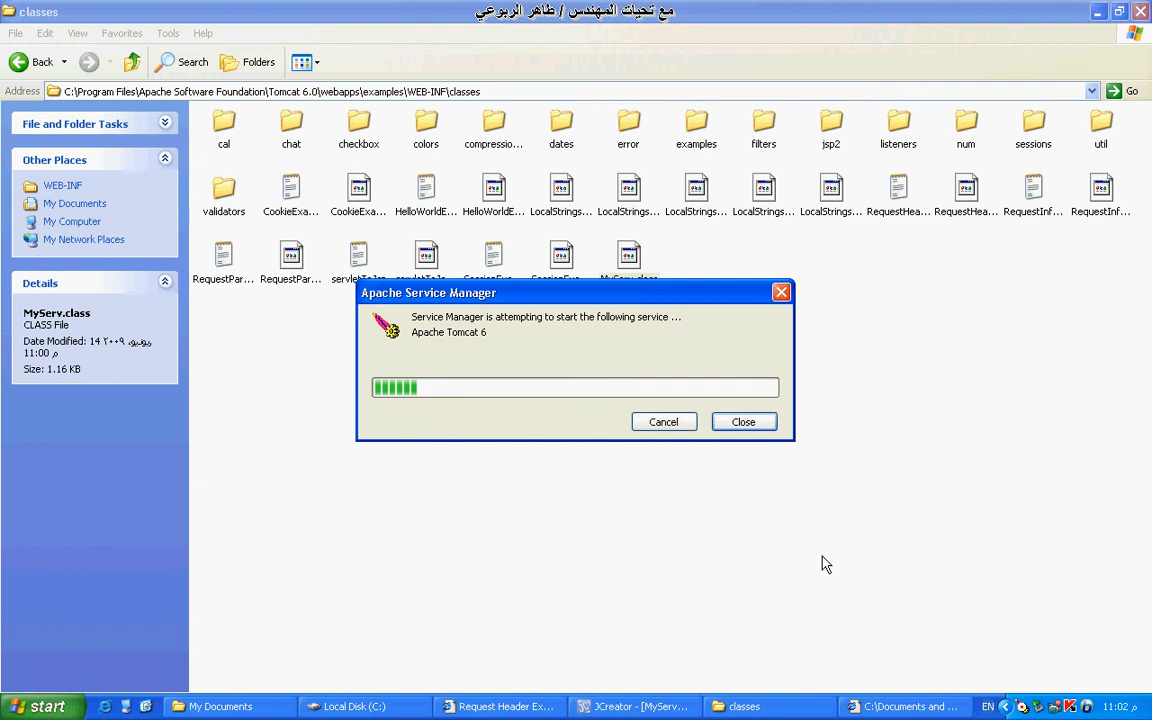 classes
مع تحيات المهندس / طاهر الربوعي
File Edit View Favorites Tools Help
Back Search Folders
Address C:\Program Files\Apache Software Foundation\Tomcat 6.0\webapps\examples\WEB-INF\classes Go
File and Folder Tasks
Other Places
WEB-INF
My Documents
My Computer
My Network Places
Details
MyServ.class
CLASS File
Date Modified: 14 يونيو، ٢٠٠٩
11:00 م
Size: 1.16 KB
cal chat checkbox colors compressio... dates error examples filters jsp2 listeners num sessions util
validators CookieExa... CookieExa... HelloWorldE... HelloWorldE... LocalStrings... LocalStrings... LocalStrings... LocalStrings... LocalStrings... RequestHea... RequestHea... RequestInf... RequestInf...
RequestPar... RequestPar...
Apache Service Manager
Service Manager is attempting to start the following service ...
Apache Tomcat 6
Cancel Close
start My Documents Local Disk (C:) Request Header Ex... JCreator - [MyServ... classes C:\Documents and ... EN 11:02 م